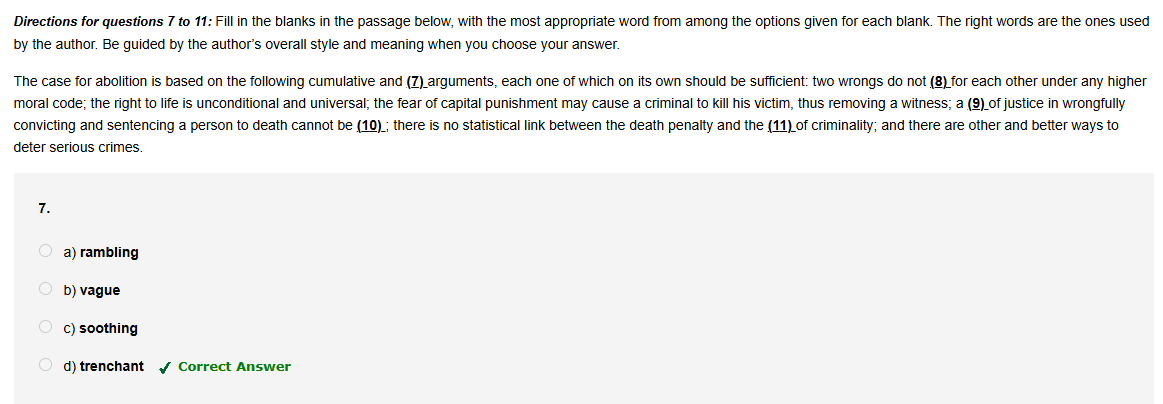 Directions for questions 7 to 11: Fill in the blanks in the passage below, with the most appropriate word from among the options given for each blank. The right words are the ones used
by the author. Be guided by the author's overall style and meaning when you choose your answer.
The case for abolition is based on the following cumulative and (7) arguments, each one of which on its own should be sufficient: two wrongs do not (8) for each other under any higher
moral code; the right to life is unconditional and universal; the fear of capital punishment may cause a criminal to kill his victim, thus removing a witness; a (9) of justice in wrongfully
convicting and sentencing a person to death cannot be (10) ; there is no statistical link between the death penalty and the (11) of criminality; and there are other and better ways to
deter serious crimes.
7.
a) rambling
b) vague
c) soothing
d) trenchant ✓ Correct Answer